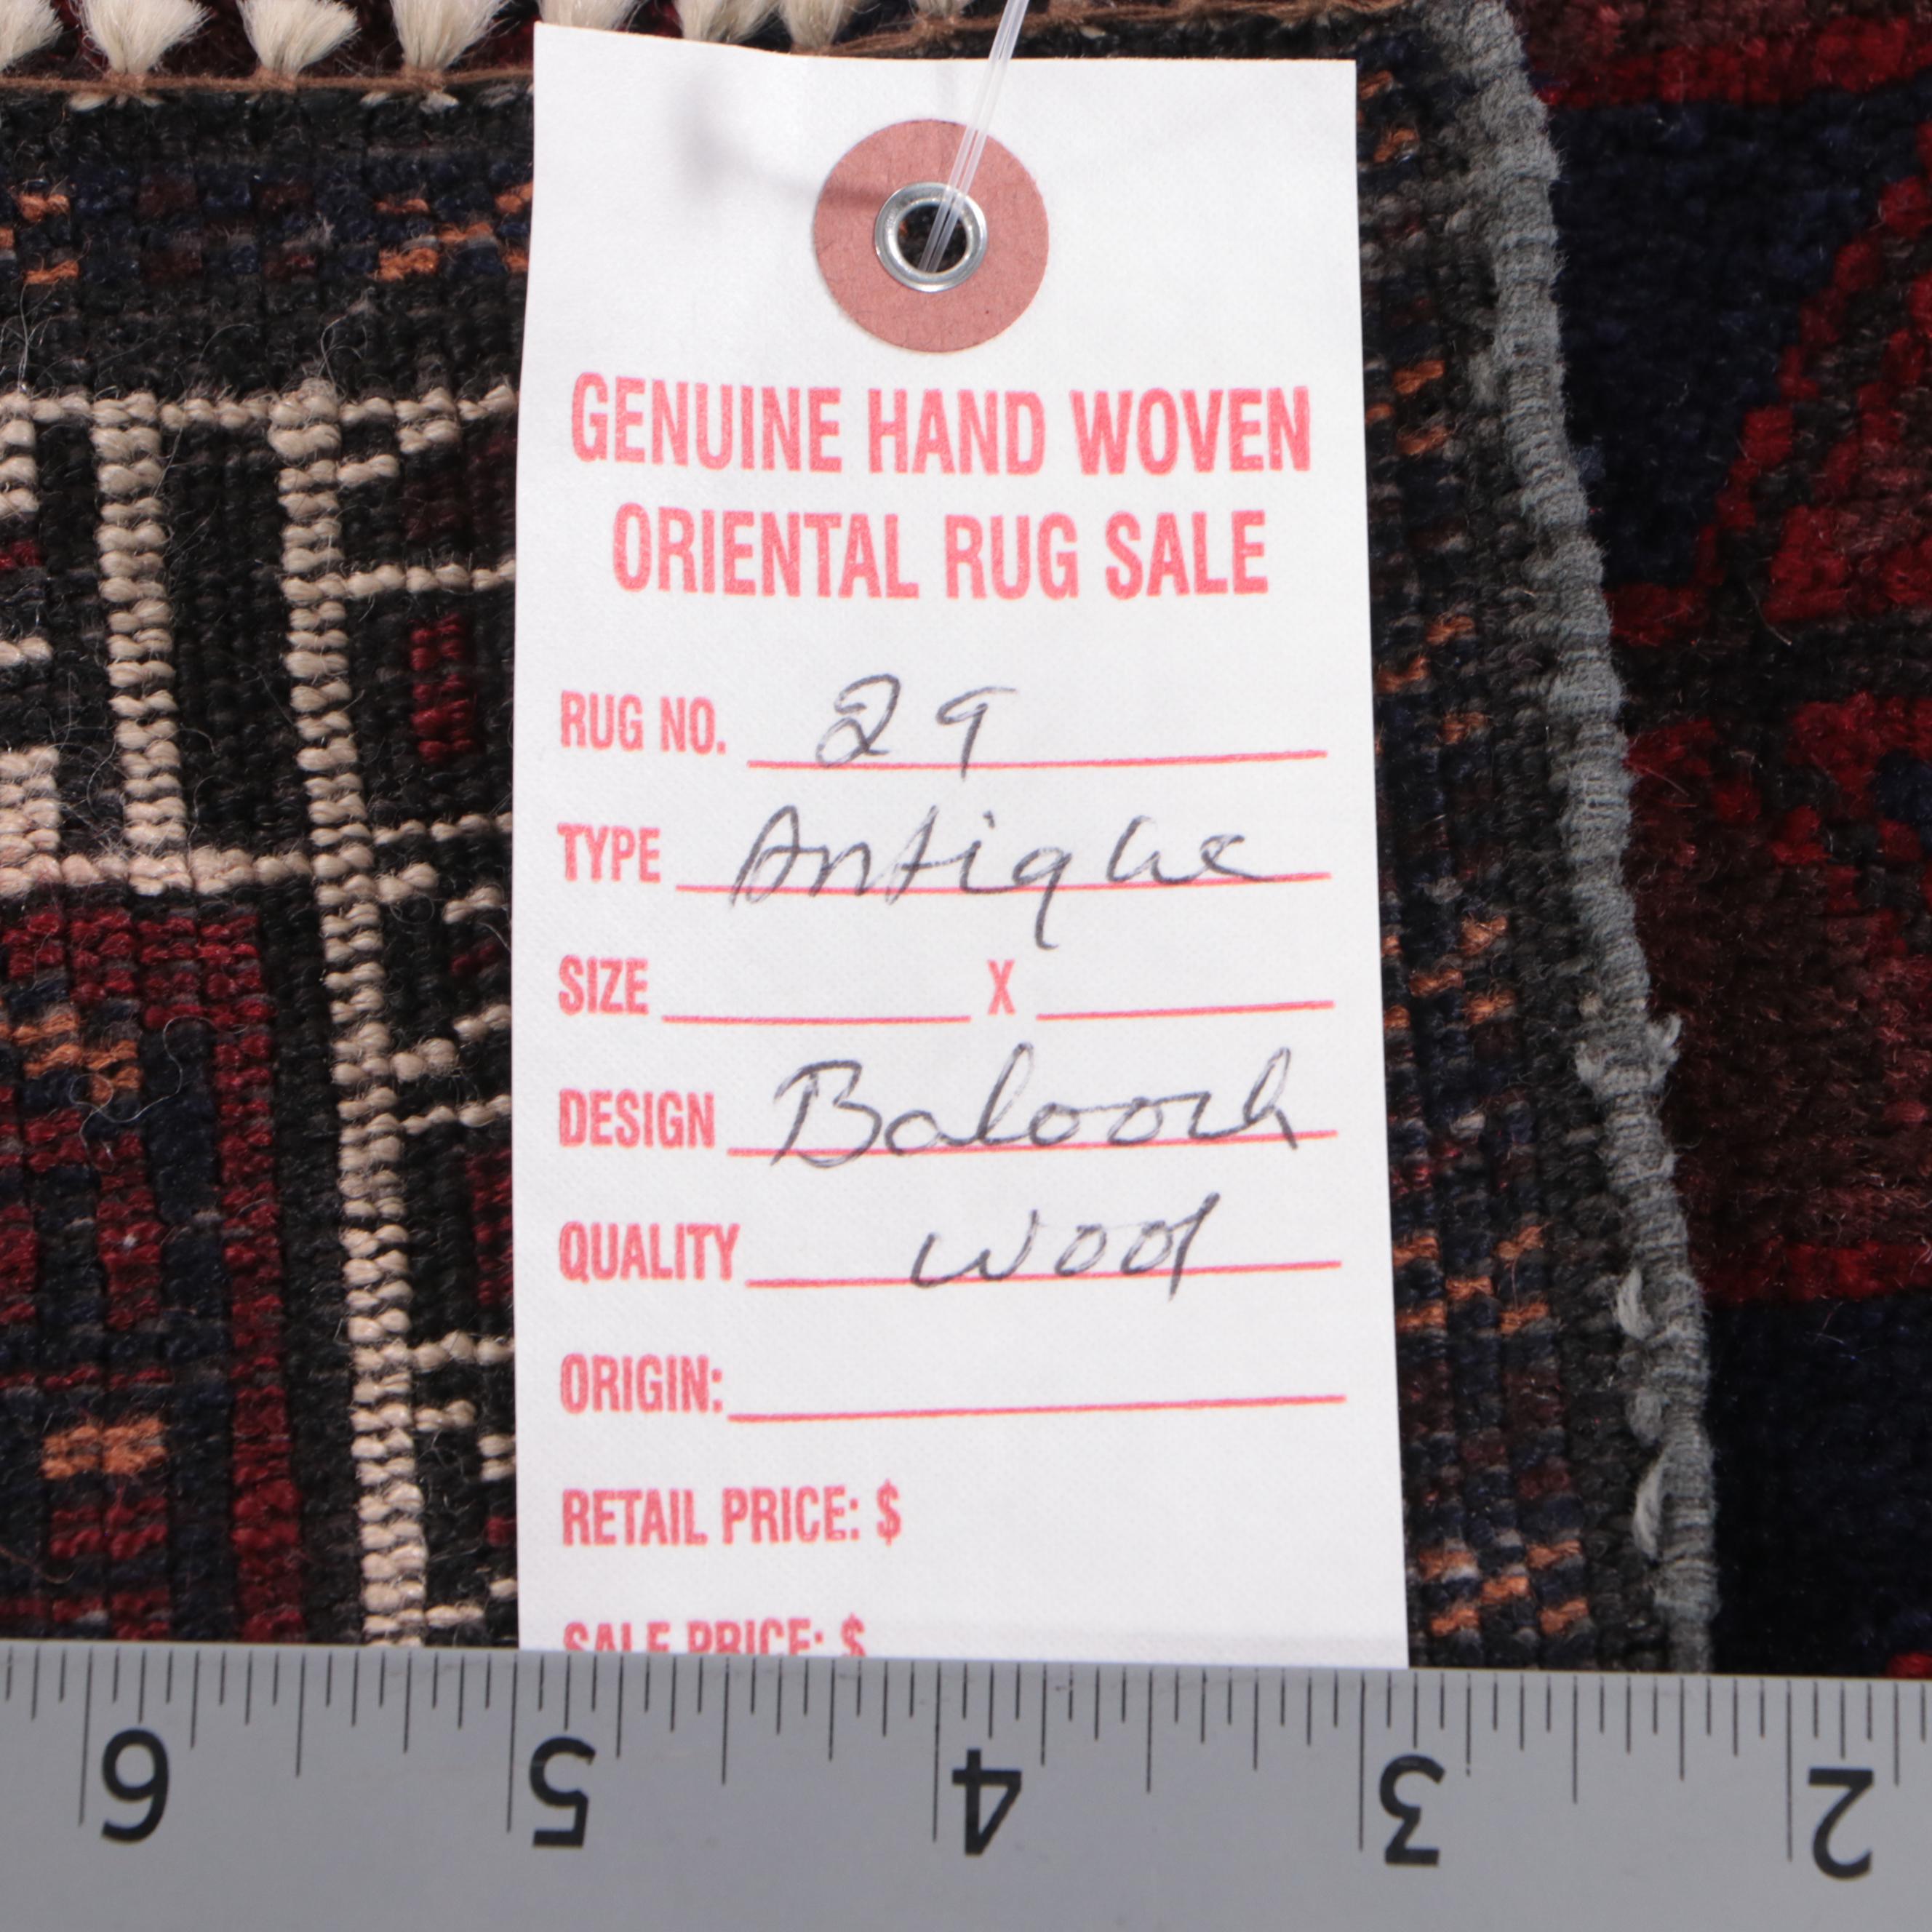 GENUINE HAND WOVEN
ORIENTAL RUG SALE
RUG NO. 29
TYPE Antique
SIZE X
DESIGN Balooch
QUALITY Wool
ORIGIN:
RETAIL PRICE: $
SALE PRICE: $
6 5 4 3 2